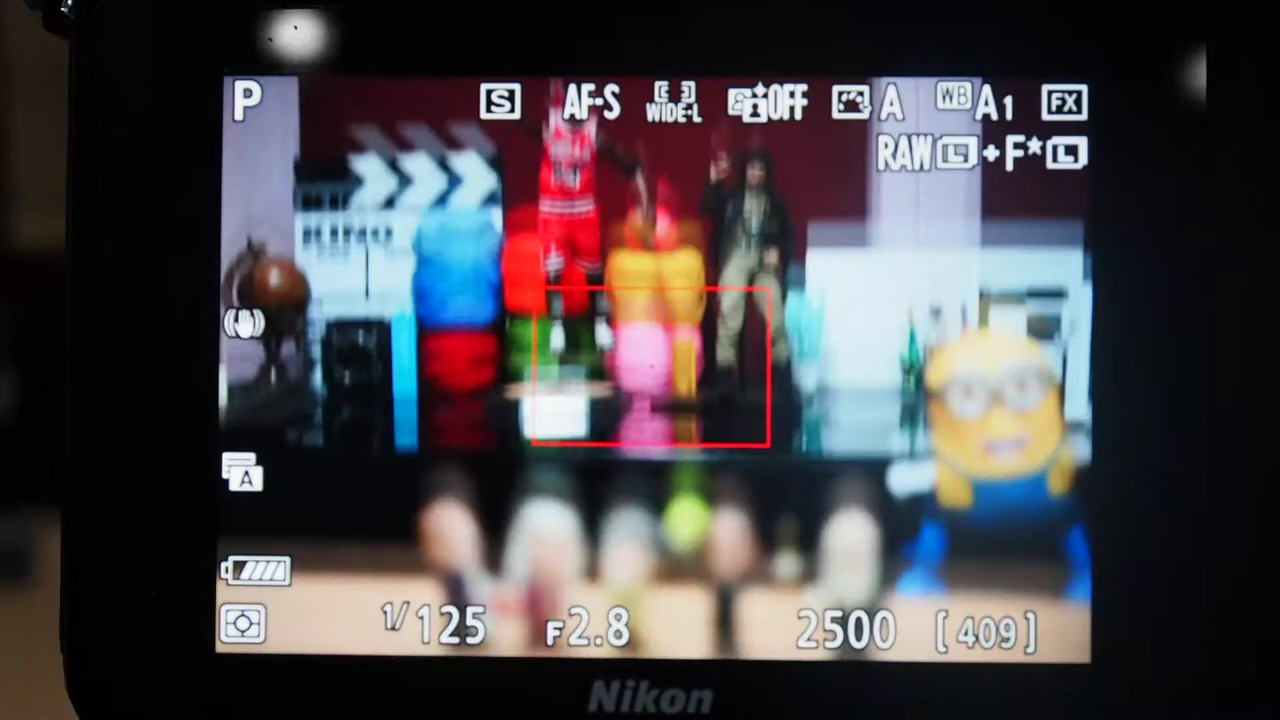 P S AF-S WIDE-L OFF A WB A1 FX
RAW L + F★ L
A
1/125 F2.8 2500 [409]
Nikon